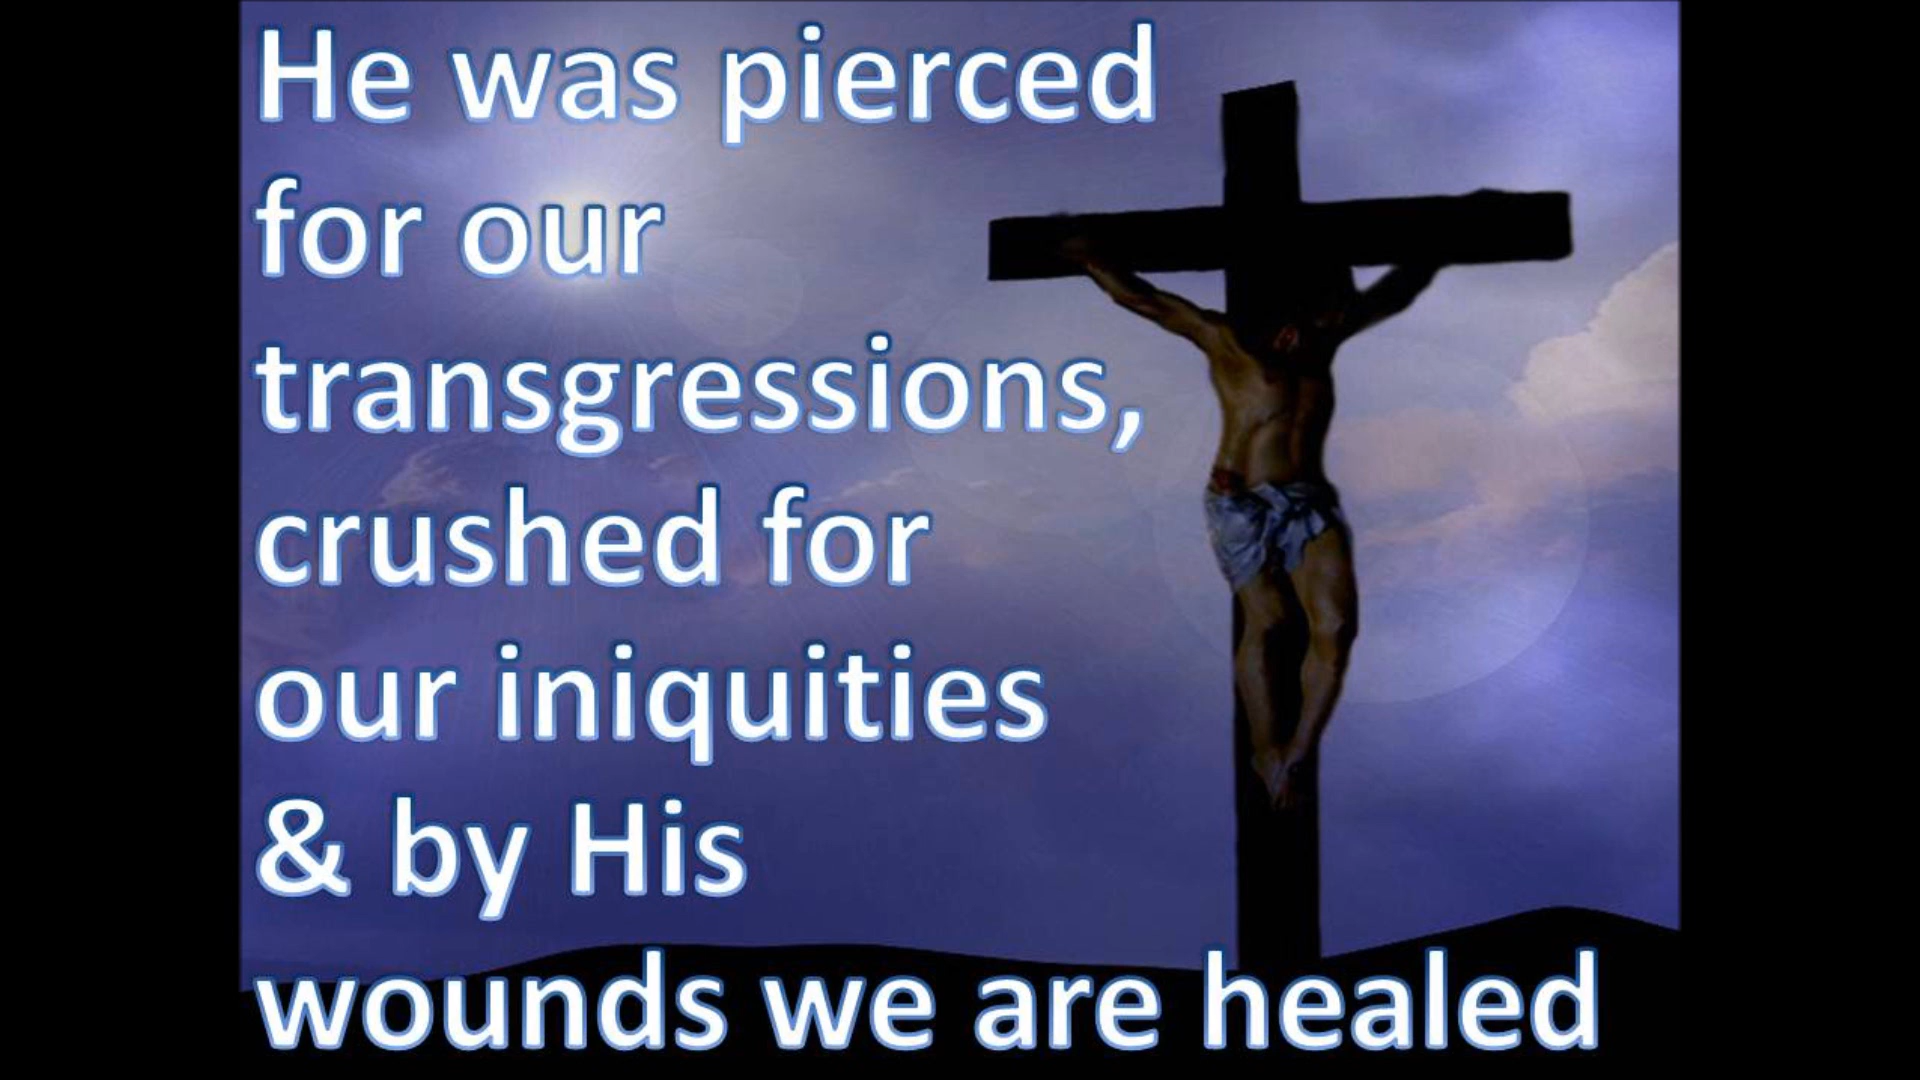 He was pierced
for our
transgressions,
crushed for
our iniquities
& by His
wounds we are healed